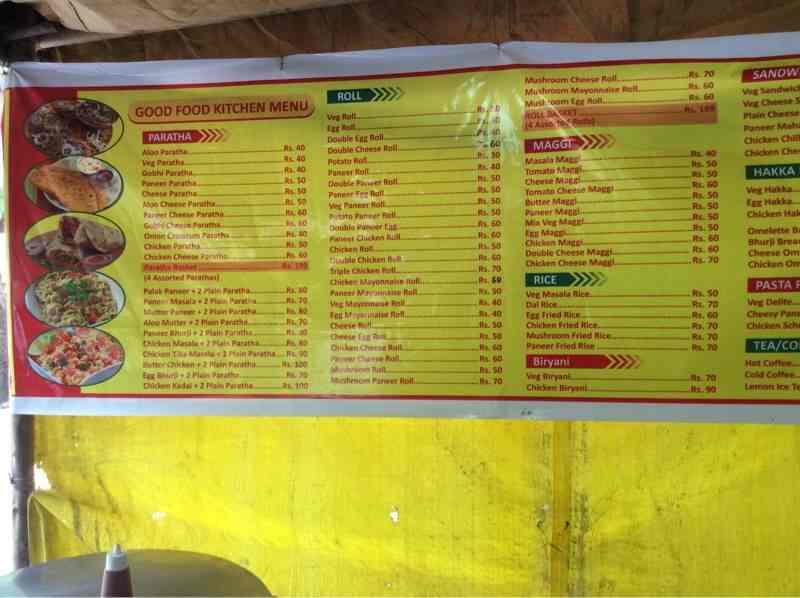 GOOD FOOD KITCHEN MENU
PARATHA
Aloo Paratha Rs. 40
Veg Paratha Rs. 40
Gobhi Paratha Rs. 40
Paneer Paratha Rs. 50
Cheese Paratha Rs. 50
Aloo Cheese Paratha Rs. 50
Paneer Cheese Paratha Rs. 60
Gobhi Cheese Paratha Rs. 60
Onion Creatum Paratha Rs. 40
Chicken Paratha Rs. 50
Chicken Cheese Paratha Rs. 60
Paratha Basket Rs.
(4 Assorted Parathas)
Palak Paneer + 2 Plain Paratha Rs. 60
Paneer Masala + 2 Plain Paratha Rs. 70
Mutter Paneer + 2 Plain Paratha Rs. 80
Aloo Mutter + 2 Plain Paratha Rs. 70
Paneer Bhurji + 2 Plain Paratha Rs. 80
Chicken Masala + 2 Plain Paratha Rs. 80
Chicken Tika Masala + 2 Plain Paratha Rs. 90
Butter Chicken + 2 Plain Paratha Rs. 100
Egg Bhurji + 2 Plain Paratha Rs. 70
Chicken Kadai + 2 Plain Paratha Rs. 100
ROLL
Veg Roll Rs.
Egg Roll Rs.
Double Egg Roll Rs.
Double Cheese Roll Rs. 60
Potato Roll Rs. 50
Paneer Roll Rs. 40
Double Paneer Roll Rs. 50
Paneer Egg Roll Rs. 50
Veg Paneer Roll Rs. 50
Potato Paneer Roll Rs. 50
Double Paneer Egg Rs. 60
Paneer Chicken Roll Rs. 60
Chicken Roll Rs. 50
Double Chicken Roll Rs. 60
Triple Chicken Roll Rs. 70
Chicken Mayonnaise Roll Rs. 60
Paneer Mayonnaise Roll Rs. 50
Veg Mayonnaise Roll Rs. 40
Egg Mayonnaise Roll Rs. 40
Cheese Roll Rs. 50
Cheese Egg Roll Rs. 50
Chicken Cheese Roll Rs. 60
Paneer Cheese Roll Rs. 60
Mushroom Roll Rs. 50
Mushroom Paneer Roll Rs. 70
Mushroom Cheese Roll Rs. 70
Mushroom Mayonnaise Roll Rs. 60
Mushroom Egg Roll Rs. 60
ROLL BASKET Rs.
(4 Assorted Rolls)
MAGGI
Masala Maggi Rs. 40
Tomato Maggi Rs. 50
Cheese Maggi Rs. 50
Tomato Cheese Maggi Rs. 60
Butter Maggi Rs. 50
Paneer Maggi Rs. 50
Mix Veg Maggi Rs. 50
Egg Maggi Rs. 50
Chicken Maggi Rs. 60
Double Cheese Maggi Rs. 60
Chicken Cheese Maggi Rs. 70
RICE
Veg Masala Rice Rs. 50
Dal Rice Rs. 70
Egg Fried Rice Rs. 60
Chicken Fried Rice Rs. 70
Mushroom Fried Rice Rs. 70
Paneer Fried Rise Rs. 70
Biryani
Veg Biryani Rs. 70
Chicken Biryani Rs. 90
SANDW
Veg Sandwich
Veg Cheese S
Plain Cheese
Paneer Mah
Chicken Chil
Chicken Che
HAKKA
Veg Hakka
Egg Hakka
Chicken Hak
Omelette Ba
Bhurji Brea
Cheese Om
Chicken Om
PASTA
Veg Delite
Cheesy Pan
Chicken Sch
TEA/CO
Hot Coffee
Cold Coffee
Lemon Ice Te